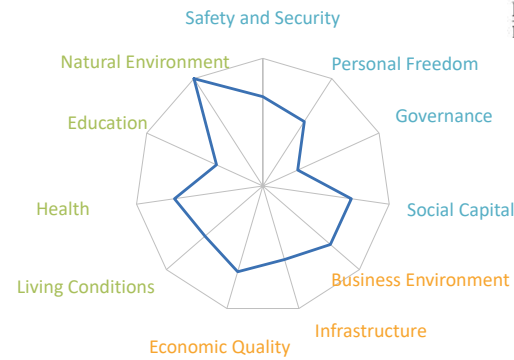 Safety and Security
Natural Environment
Personal Freedom
Education
Governance
Health
Social Capital
Living Conditions
Business Environment
Infrastructure
Economic Quality